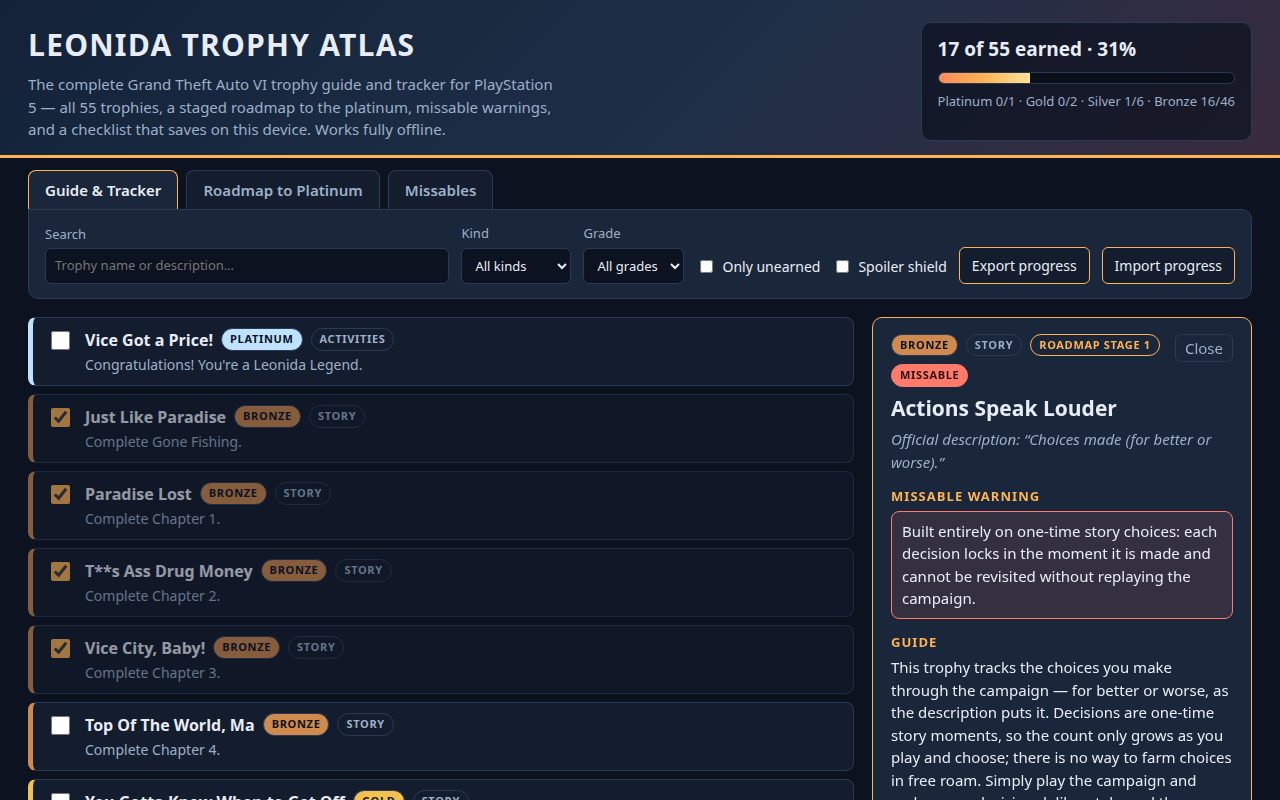 LEONIDA TROPHY ATLAS
The complete Grand Theft Auto VI trophy guide and tracker for PlayStation
5 — all 55 trophies, a staged roadmap to the platinum, missable warnings,
and a checklist that saves on this device. Works fully offline.
17 of 55 earned · 31%
Platinum 0/1 · Gold 0/2 · Silver 1/6 · Bronze 16/46
Guide & Tracker
Roadmap to Platinum
Missables
Search
Kind
Grade
Trophy name or description...
All kinds
All grades
Only unearned
Spoiler shield
Export progress
Import progress
Vice Got a Price! PLATINUM ACTIVITIES
Congratulations! You're a Leonida Legend.
Just Like Paradise BRONZE STORY
Complete Gone Fishing.
Paradise Lost BRONZE STORY
Complete Chapter 1.
T**s Ass Drug Money BRONZE STORY
Complete Chapter 2.
Vice City, Baby! BRONZE STORY
Complete Chapter 3.
Top Of The World, Ma BRONZE STORY
Complete Chapter 4.
You Gotta Know When to Get Off GOLD STORY
BRONZE STORY ROADMAP STAGE 1 Close
MISSABLE
Actions Speak Louder
Official description: “Choices made (for better or
worse).”
MISSABLE WARNING
Built entirely on one-time story choices: each
decision locks in the moment it is made and
cannot be revisited without replaying the
campaign.
GUIDE
This trophy tracks the choices you make
through the campaign — for better or worse, as
the description puts it. Decisions are one-time
story moments, so the count only grows as you
play and choose; there is no way to farm choices
in free roam. Simply play the campaign and